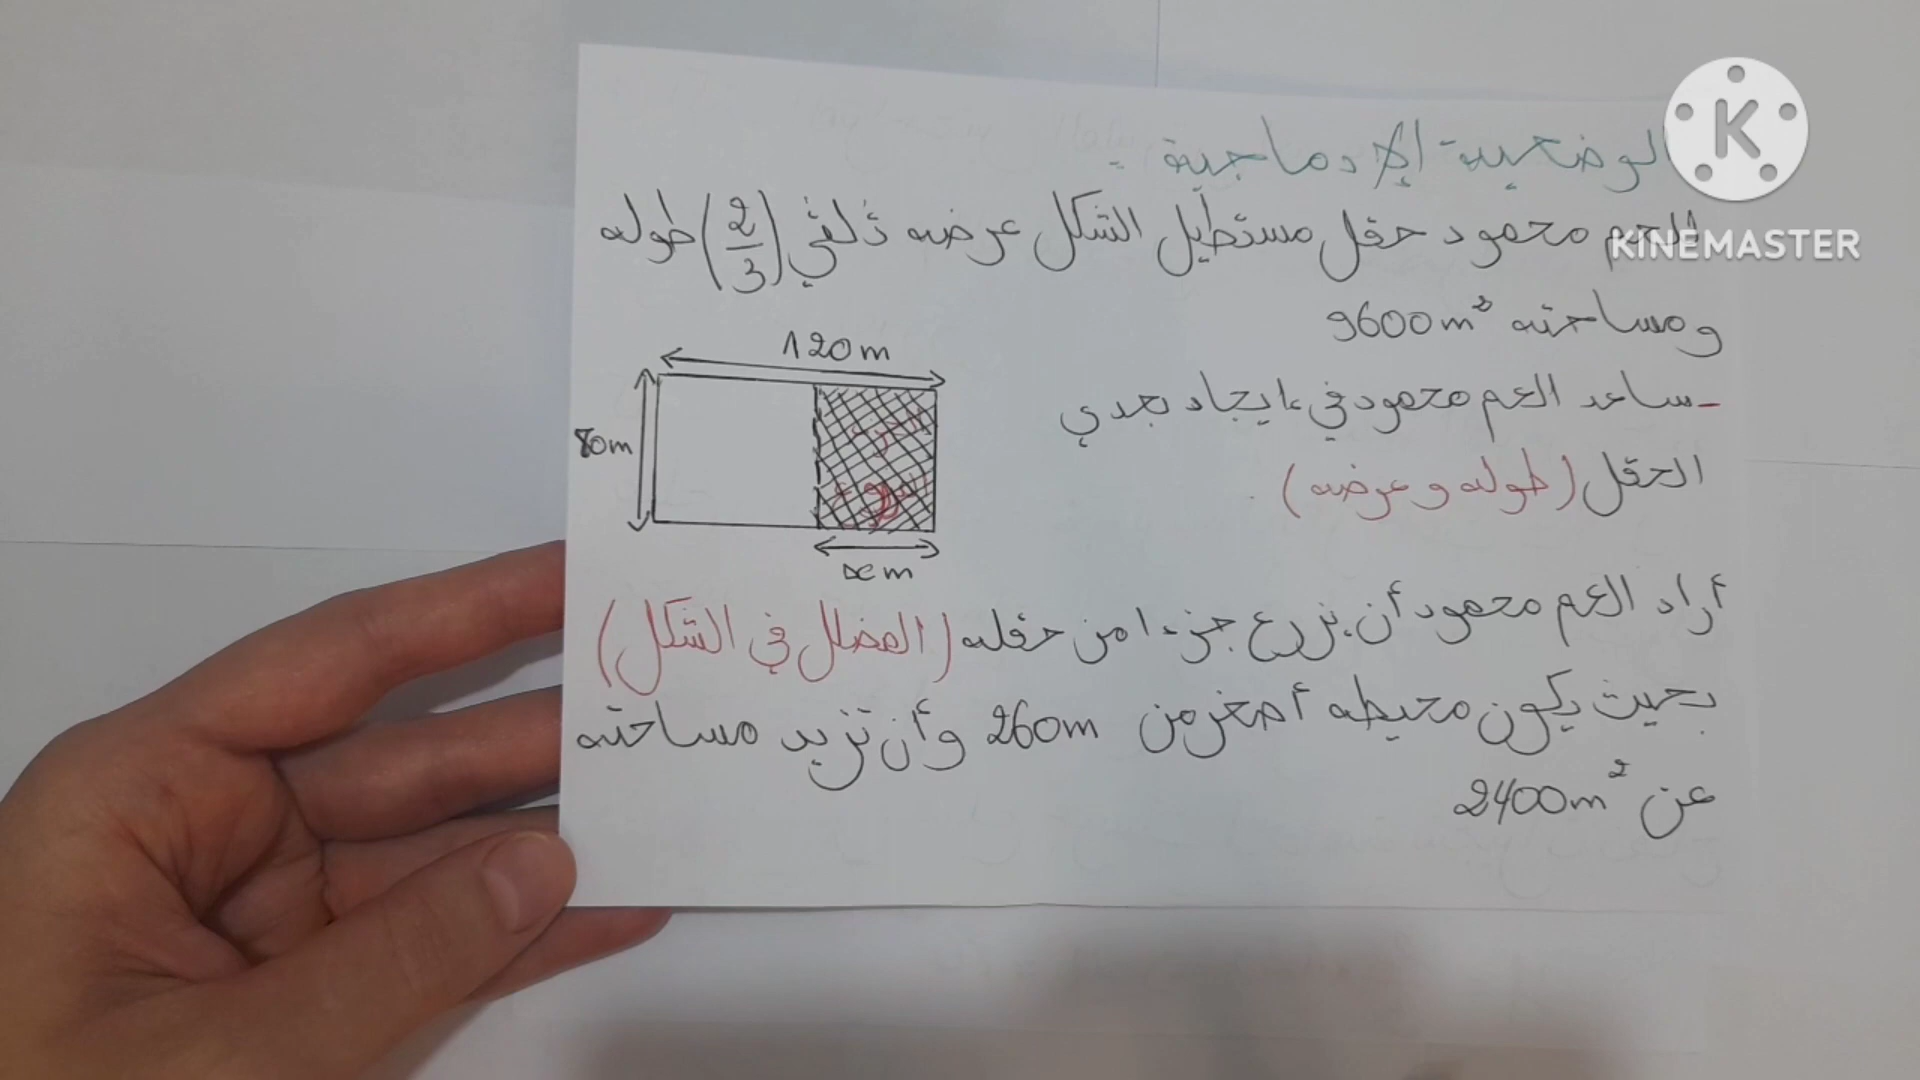 الوضعية الإدماجية :
للعم محمود حقل مستطيل الشكل عرضه ثلثي (2/3) طوله
ومساحته 9600m²
- ساعد العم محمود في إيجاد بعدي
الحقل (طوله وعرضه)
120m
80m
xm
أراد العم محمود أن يزرع جزءا من حقله (المضلل في الشكل)
بحيث يكون محيطه أصغر من 260m وأن تزيد مساحته
عن 2400m²
K
KINEMASTER